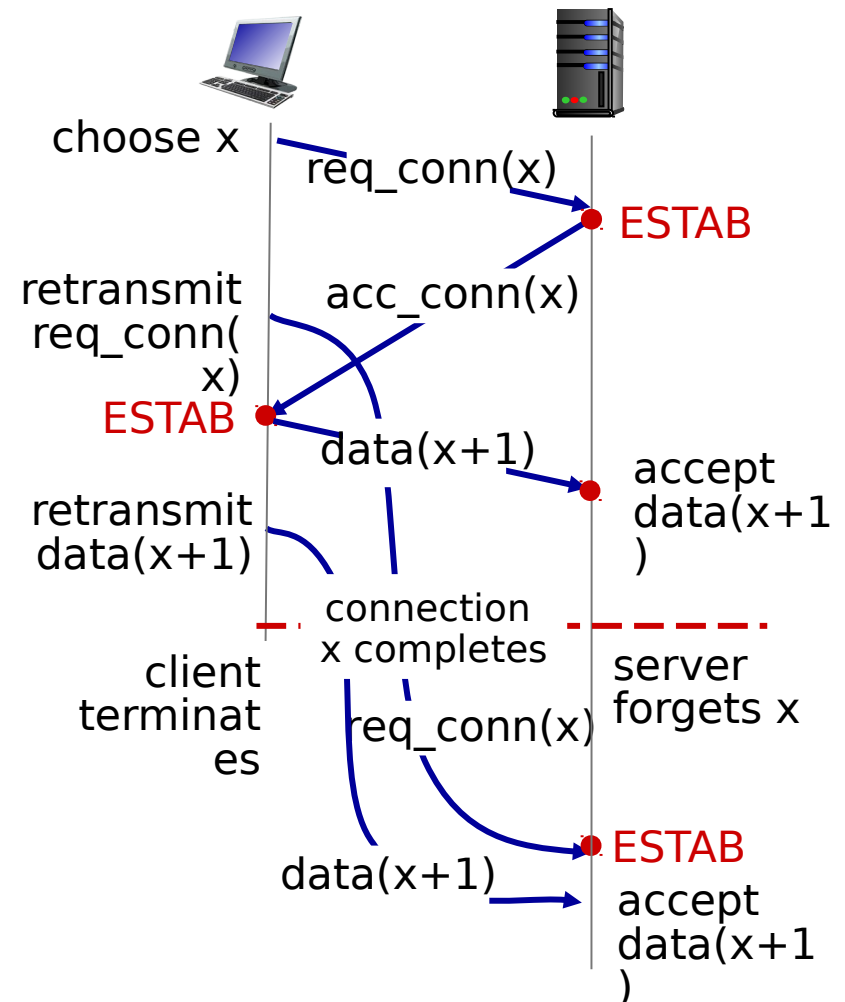 choose x
req_conn(x)
ESTAB
retransmit
req_conn(
x)
acc_conn(x)
ESTAB
data(x+1)
accept
data(x+1
)
retransmit
data(x+1)
connection
x completes
client
terminat
es
server
forgets x
req_conn(x)
ESTAB
data(x+1)
accept
data(x+1
)